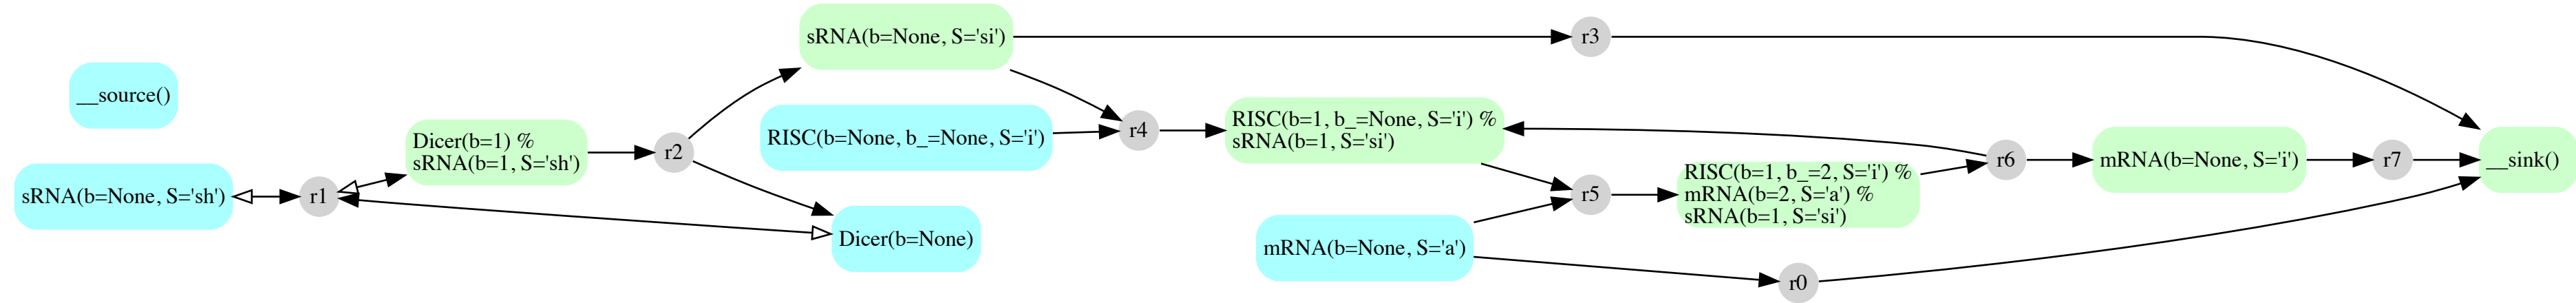 __source()
sRNA(b=None, S='sh')
r1
Dicer(b=1) %
sRNA(b=1, S='sh')
r2
sRNA(b=None, S='si')
RISC(b=None, b_=None, S='i')
Dicer(b=None)
r4
RISC(b=1, b_=None, S='i') %
sRNA(b=1, S='si')
mRNA(b=None, S='a')
r3
r5
RISC(b=1, b_=2, S='i') %
mRNA(b=2, S='a') %
sRNA(b=1, S='si')
r0
r6
mRNA(b=None, S='i')
r7
__sink()